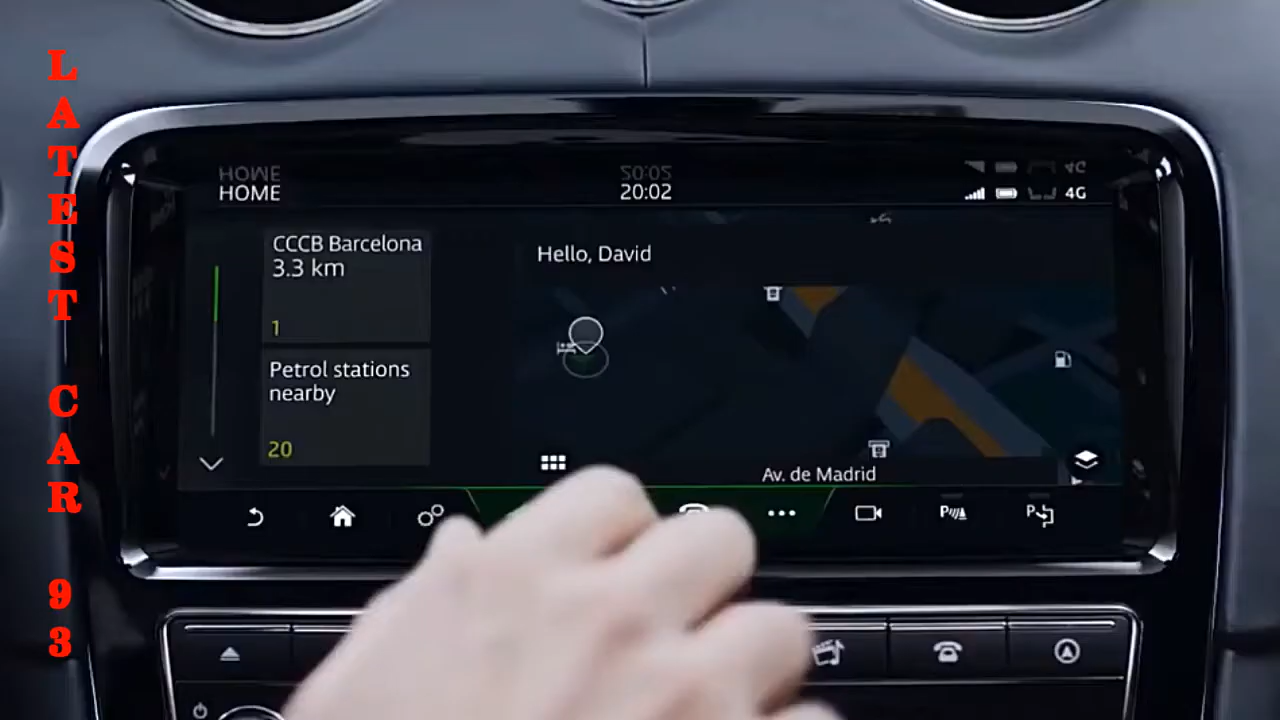 LATEST CAR 93
HOME
20:02
4G
CCCB Barcelona
3.3 km
1
Hello, David
Petrol stations
nearby
20
Av. de Madrid
P
P